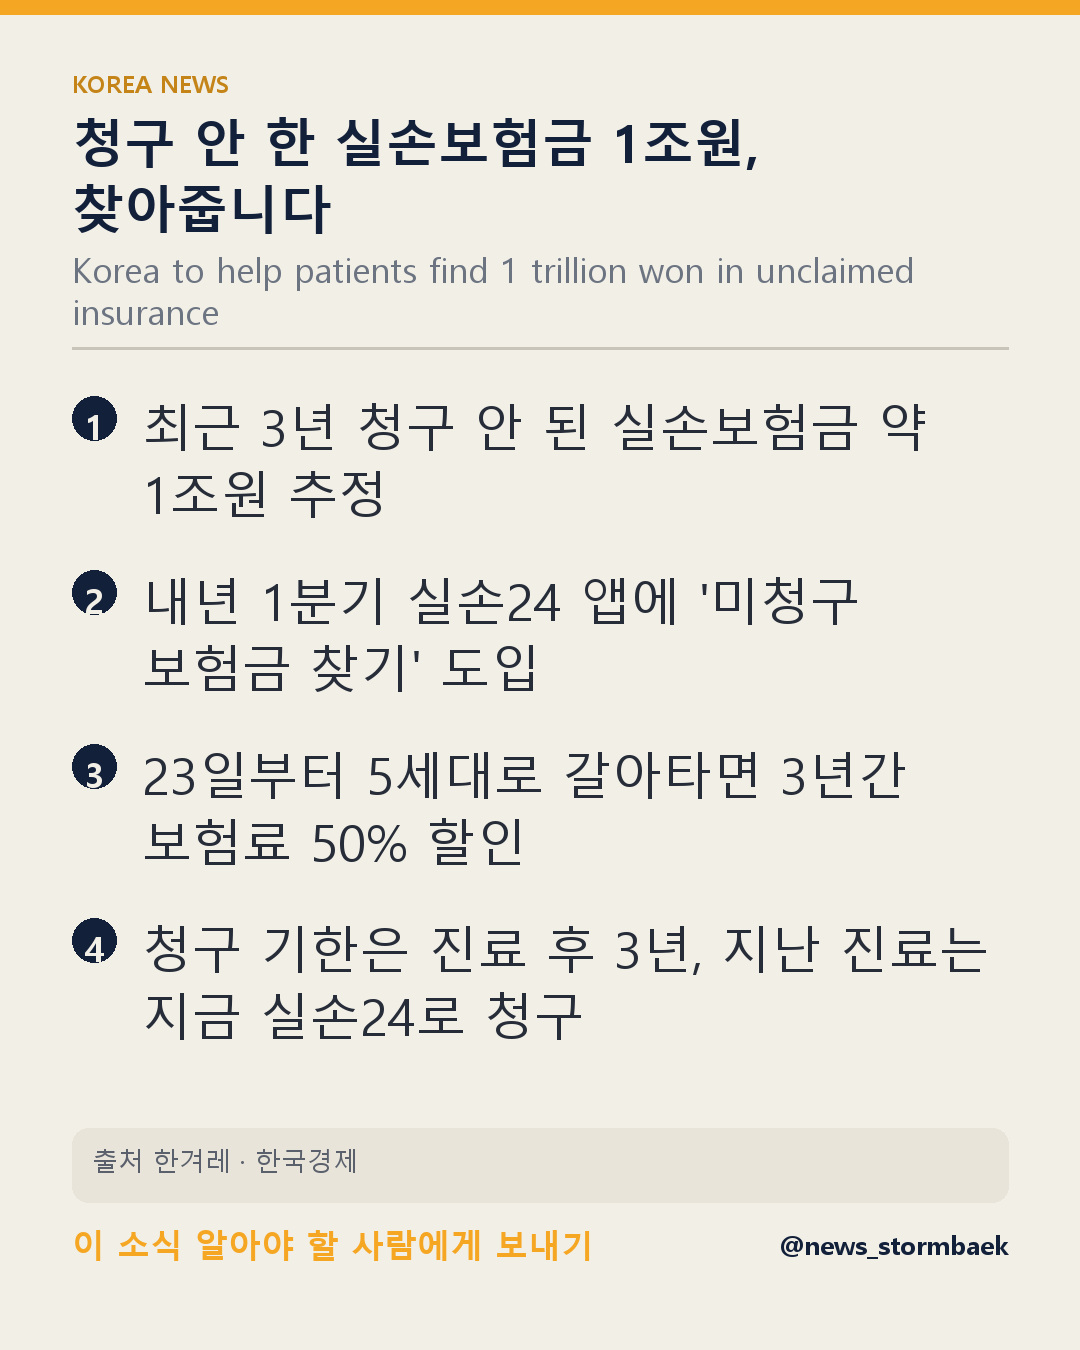 KOREA NEWS
청구 안 한 실손보험금 1조원,
찾아줍니다
Korea to help patients find 1 trillion won in unclaimed
insurance
1 최근 3년 청구 안 된 실손보험금 약
1조원 추정
2 내년 1분기 실손24 앱에 '미청구
보험금 찾기' 도입
3 23일부터 5세대로 갈아타면 3년간
보험료 50% 할인
4 청구 기한은 진료 후 3년, 지난 진료는
지금 실손24로 청구
출처 한겨레 · 한국경제
이 소식 알아야 할 사람에게 보내기
@news_stormbaek